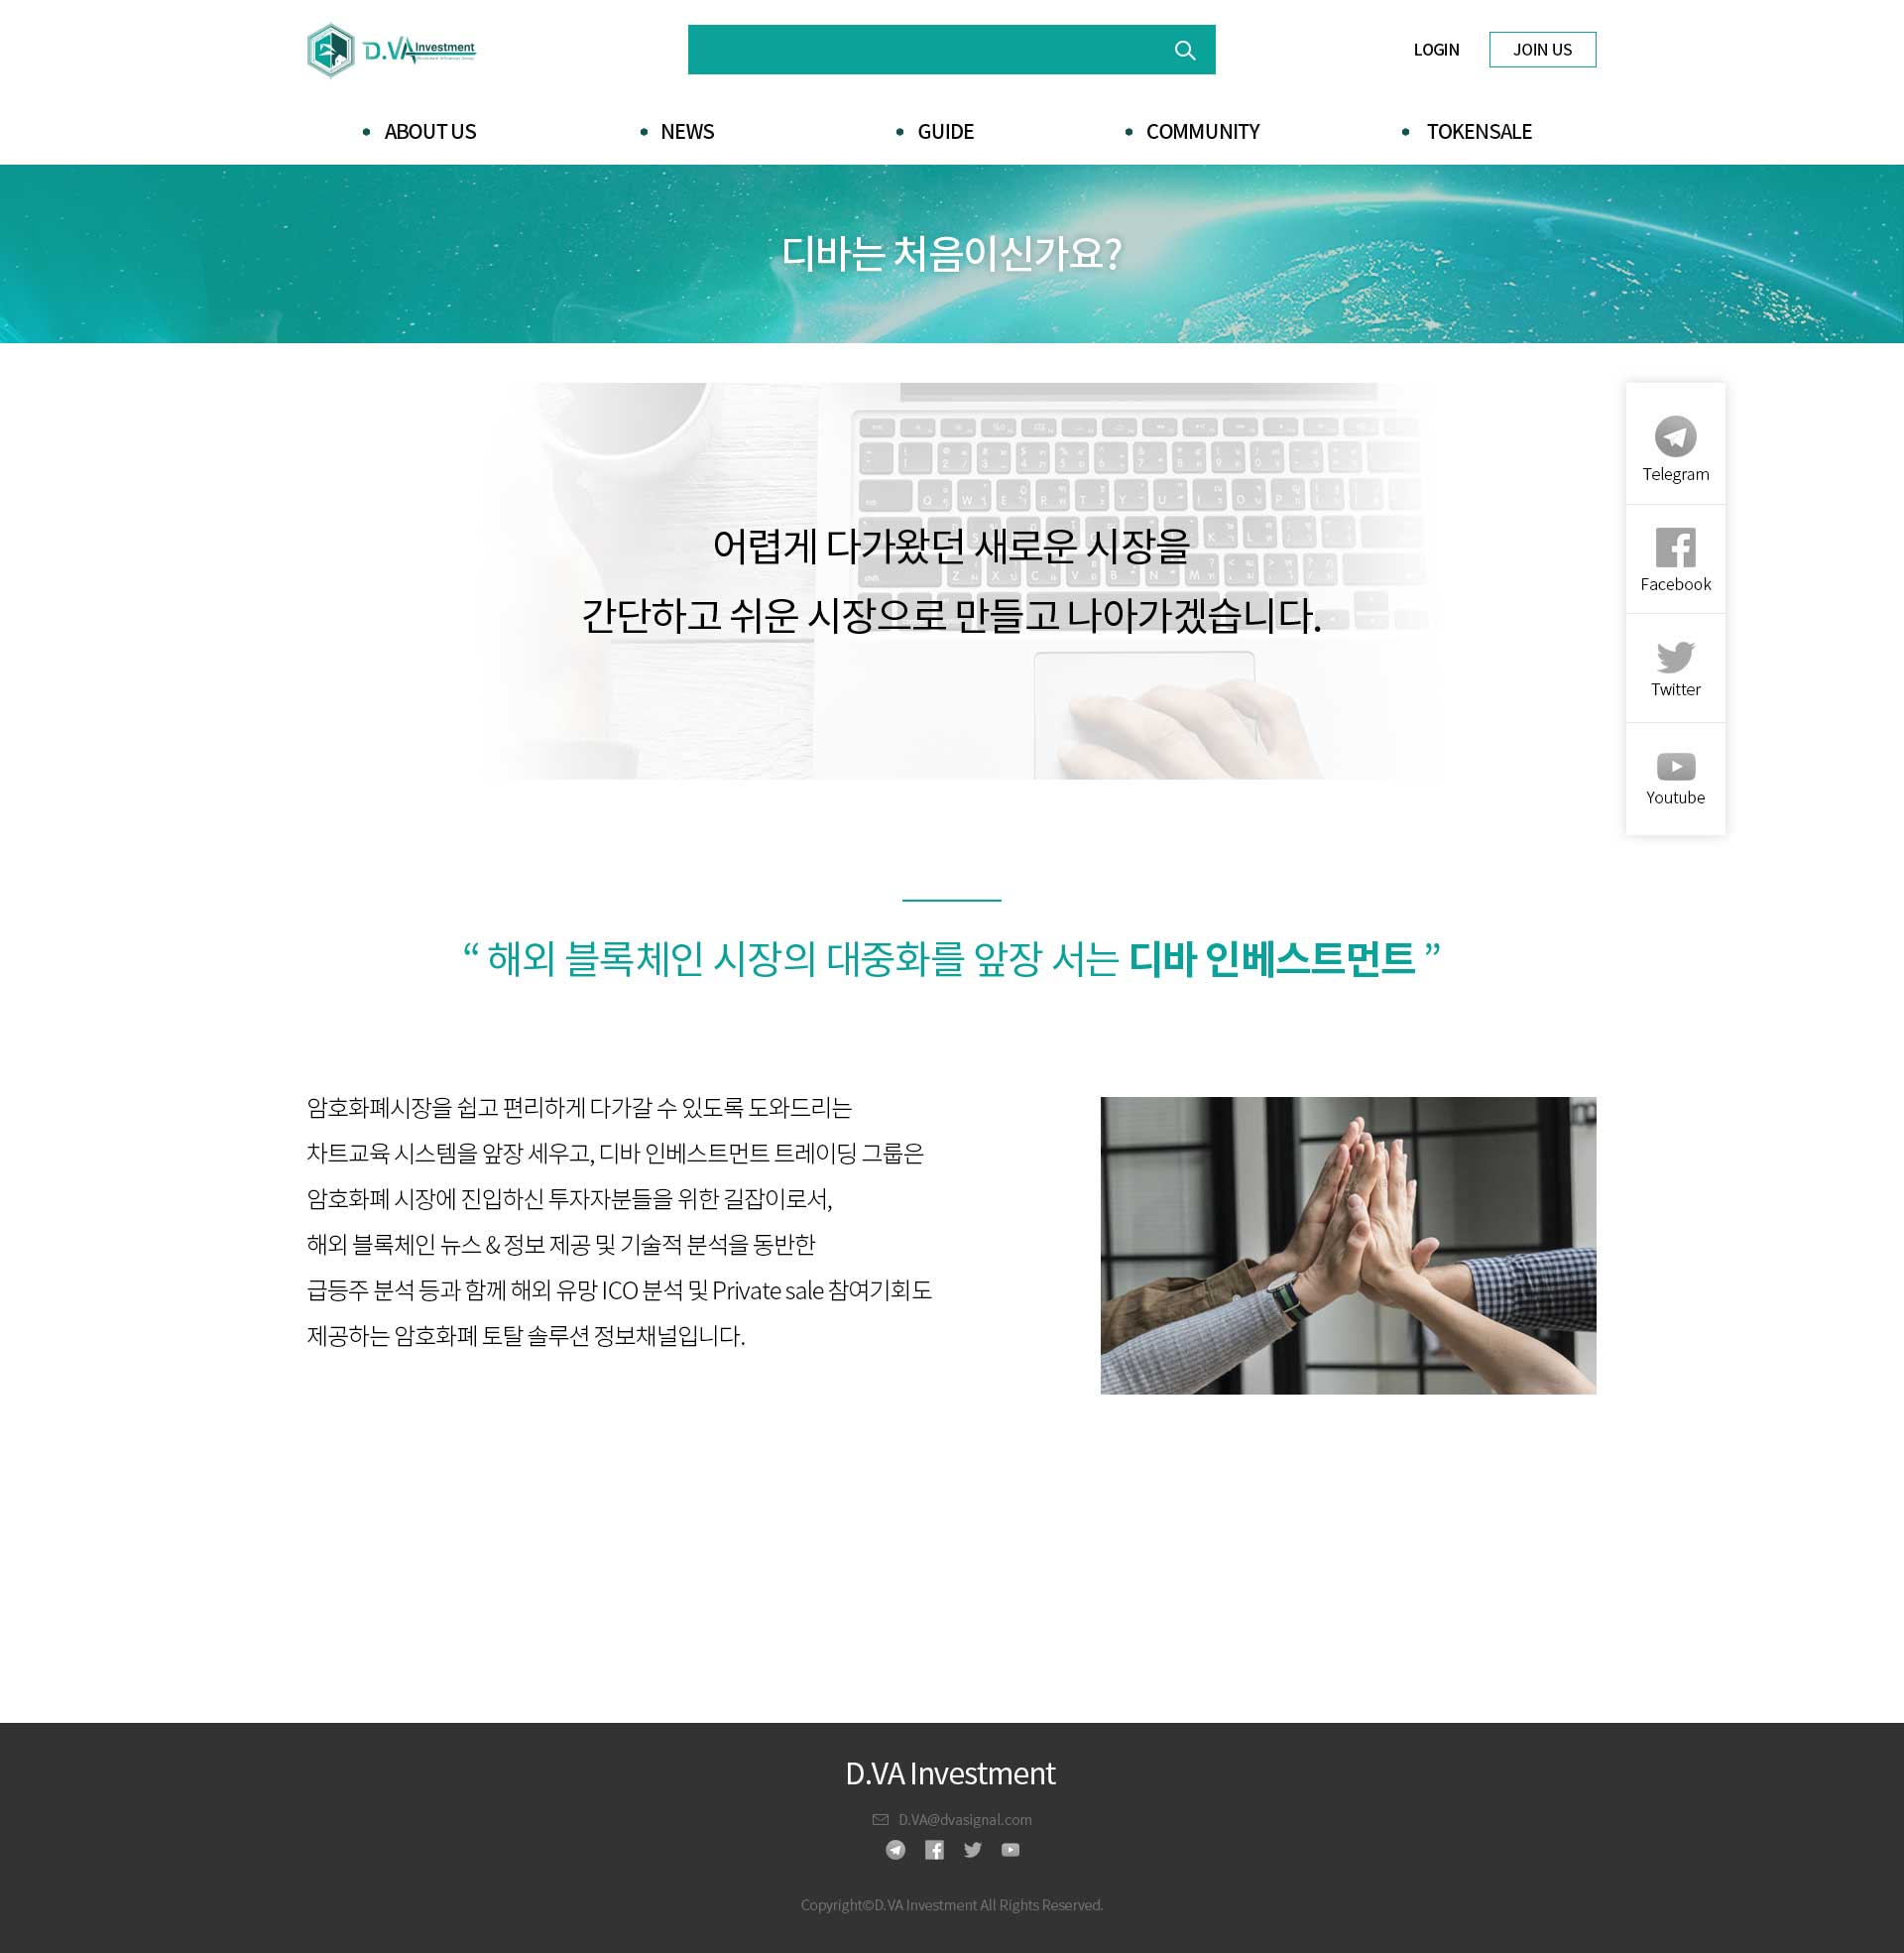 D.VA Investment
LOGIN
JOIN US
ABOUT US
NEWS
GUIDE
COMMUNITY
TOKENSALE
디바는 처음이신가요?
어렵게 다가왔던 새로운 시장을
간단하고 쉬운 시장으로 만들고 나아가겠습니다.
Telegram
Facebook
Twitter
Youtube
“ 해외 블록체인 시장의 대중화를 앞장 서는 디바 인베스트먼트 ”
암호화폐시장을 쉽고 편리하게 다가갈 수 있도록 도와드리는
차트교육 시스템을 앞장 세우고, 디바 인베스트먼트 트레이딩 그룹은
암호화폐 시장에 진입하신 투자자분들을 위한 길잡이로서,
해외 블록체인 뉴스 & 정보 제공 및 기술적 분석을 동반한
급등주 분석 등과 함께 해외 유망 ICO 분석 및 Private sale 참여기회도
제공하는 암호화폐 토탈 솔루션 정보채널입니다.
D.VA Investment
D.VA@dvasignal.com
Copyright©D.VA Investment All Rights Reserved.